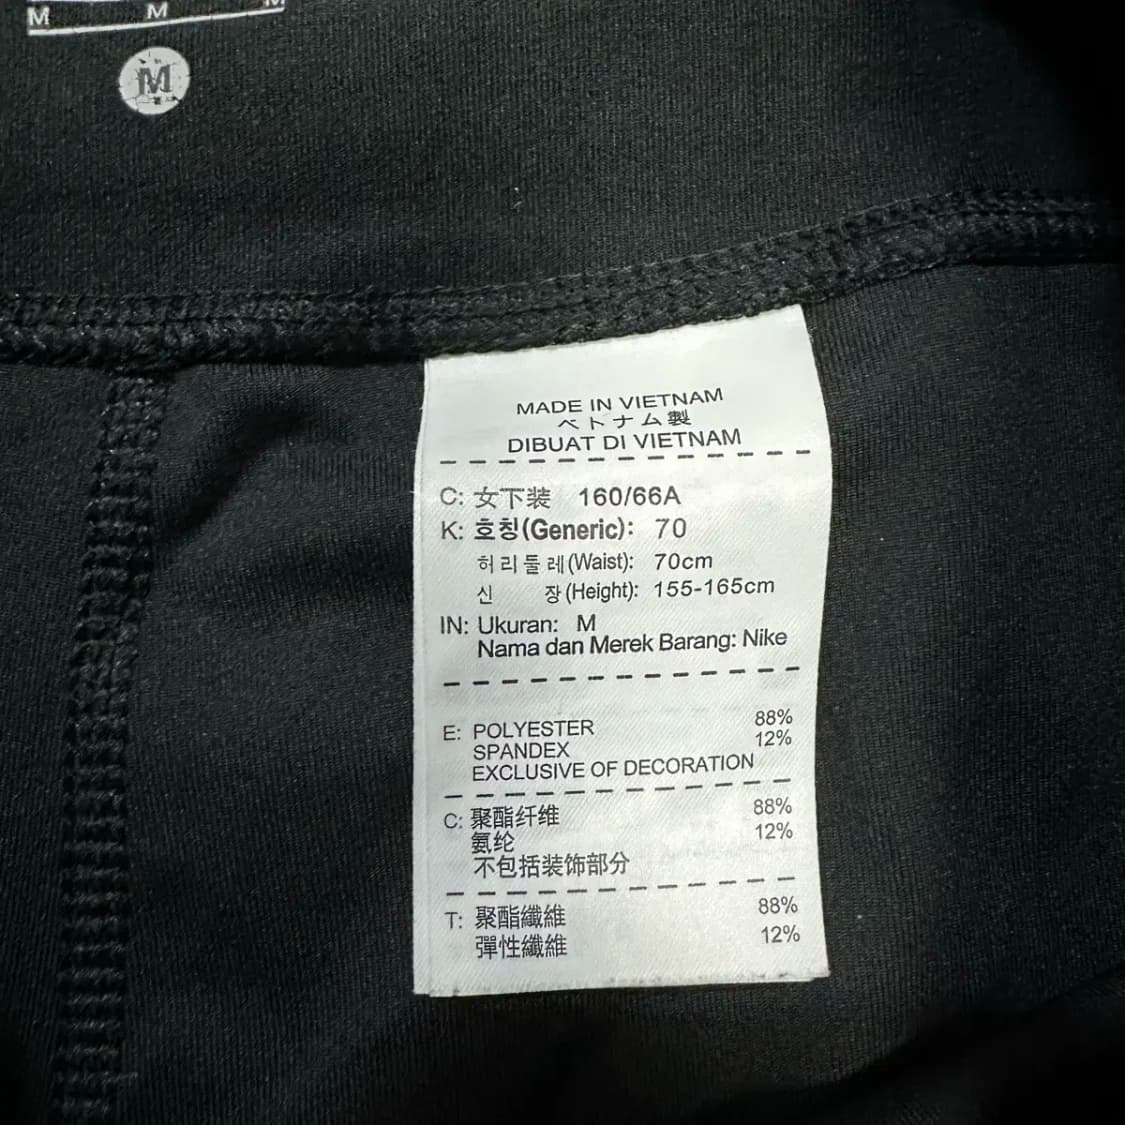 M M M
M
MADE IN VIETNAM
ベトナム製
DIBUAT DI VIETNAM
C: 女下装 160/66A
K: 호칭(Generic): 70
허리둘레(Waist): 70cm
신 장(Height): 155-165cm
IN: Ukuran: M
Nama dan Merek Barang: Nike
E: POLYESTER 88%
SPANDEX 12%
EXCLUSIVE OF DECORATION
C: 聚酯纤维 88%
氨纶 12%
不包括装饰部分
T: 聚酯纖維 88%
彈性纖維 12%